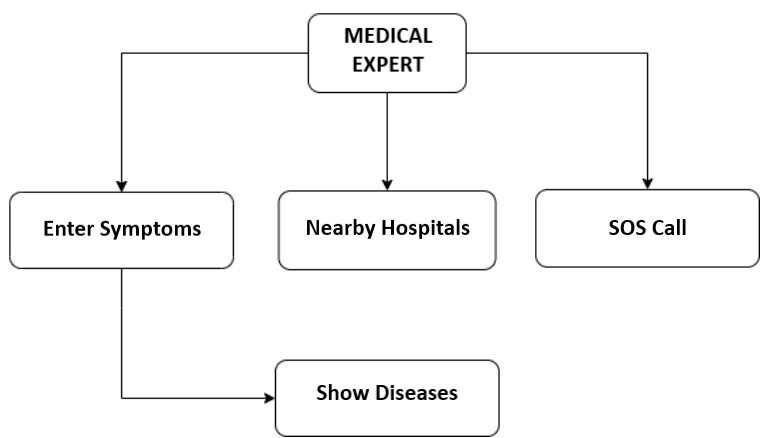 MEDICAL
EXPERT
Enter Symptoms
Nearby Hospitals
SOS Call
Show Diseases